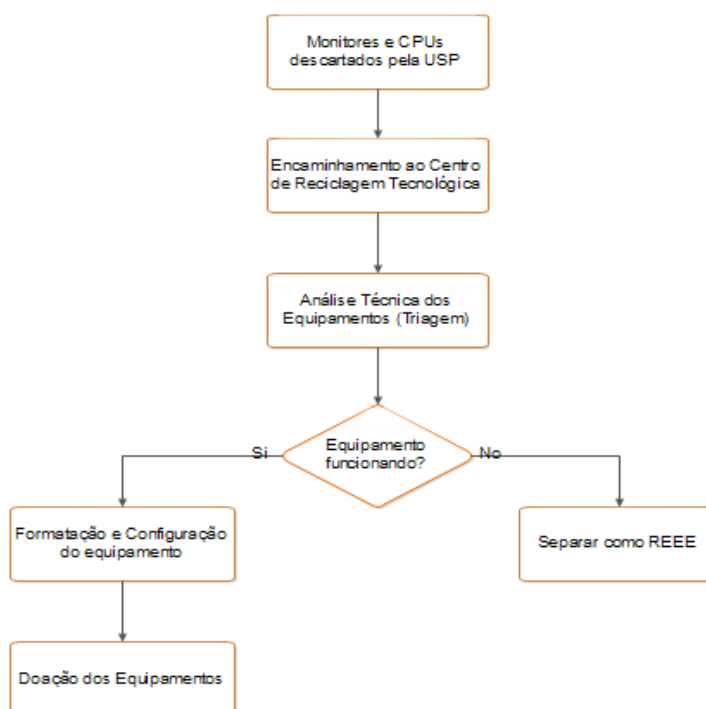 Monitores e CPUs
descartados pela USP
Encaminhamento ao Centro
de Reciclagem Tecnológica
Análise Técnica dos
Equipamentos (Triagem)
Equipamento
funcionando?
Si
No
Formatação e Configuração
do equipamento
Separar como REEE
Doação dos Equipamentos